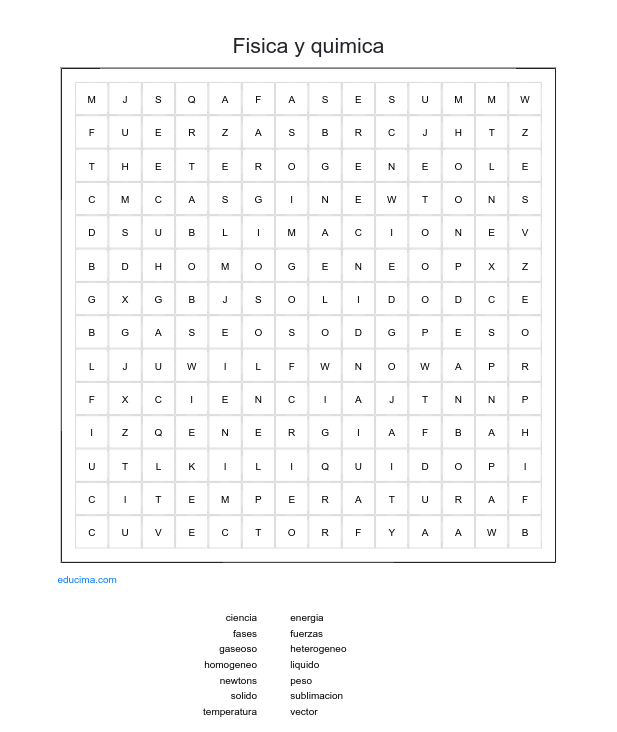 Fisica y quimica
M J S Q A F A S E S U M M W
F U E R Z A S B R C J H T Z
T H E T E R O G E N E O L E
C M C A S G I N E W T O N S
D S U B L I M A C I O N E V
B D H O M O G E N E O P X Z
G X G B J S O L I D O D C E
B G A S E O S O D G P E S O
L J U W I L F W N O W A P R
F X C I E N C I A J T N N P
I Z Q E N E R G I A F B A H
U T L K I L I Q U I D O P I
C I T E M P E R A T U R A F
C U V E C T O R F Y A A W B
educima.com
ciencia energia
fases fuerzas
gaseoso heterogeneo
homogeneo liquido
newtons peso
solido sublimacion
temperatura vector